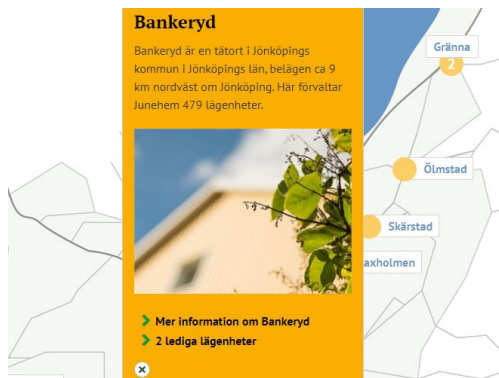 Bankeryd
Bankeryd är en tätort i Jönköpings
kommun i Jönköpings län, belägen ca 9
km nordväst om Jönköping. Här förvaltar
Junehem 479 lägenheter.
Mer information om Bankeryd
2 lediga lägenheter
Gränna
2
Ölmstad
Skärstad
axholmen